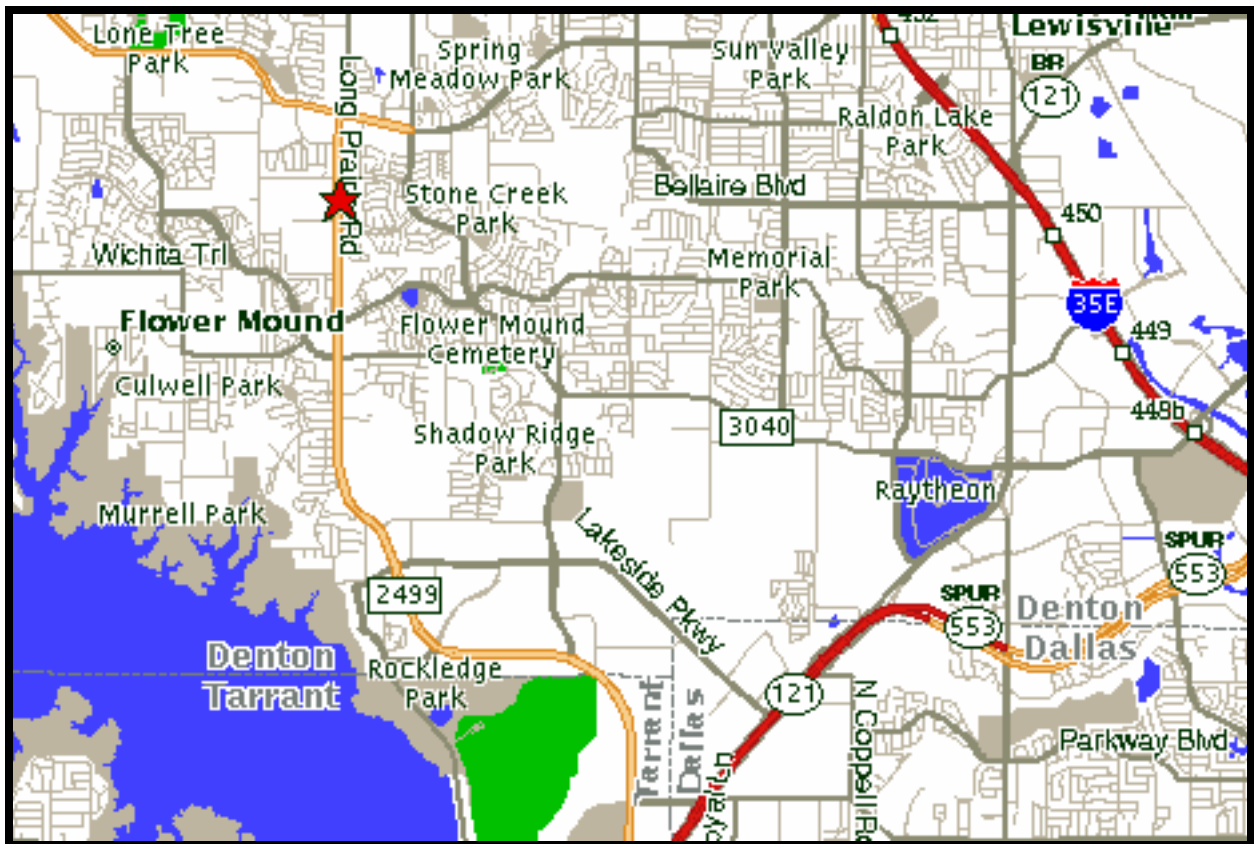 Lewisville
Lone Tree
Park
Long Prairie Rd
Spring
Meadow Park
Sun Valley
Park
BR
121
Raldon Lake
Park
Stone Creek
Park
Bellaire Blvd
450
Wichita Trl
Memorial
Park
35E
Flower Mound
Flower Mound
Cemetery
449
Culwell Park
448b
3040
Shadow Ridge
Park
Raytheon
Murrell Park
Lakeside Pkwy
SPUR
553
2499
SPUR
553
Denton
Dallas
Denton
Tarrant
Rockledge
Park
Tarrant
Dallas
121
N Coppell Rd
Parkway Blvd